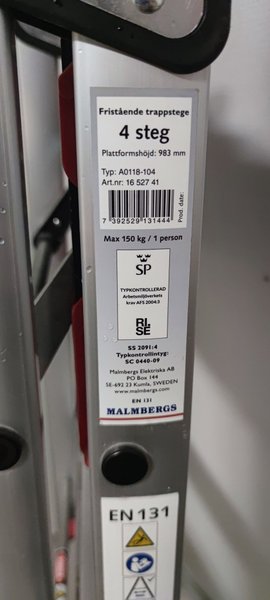 Fristående trappstege
4 steg
Plattformshöjd: 983 mm
Typ: A0118-104
Art.nr: 16 527 41
7 392529 131444
Prod. date:
Max 150 kg / 1 person
SP
TYPKONTROLLERAD
Arbetsmiljöverkets
krav AFS 2004:3
RI.
SE
SS 2091:4
Typkontrollintyg:
SC 0440-09
Malmbergs Elektriska AB
PO Box 144
SE-692 23 Kumla, SWEDEN
www.malmbergs.com
EN 131
MALMBERGS
EN 131